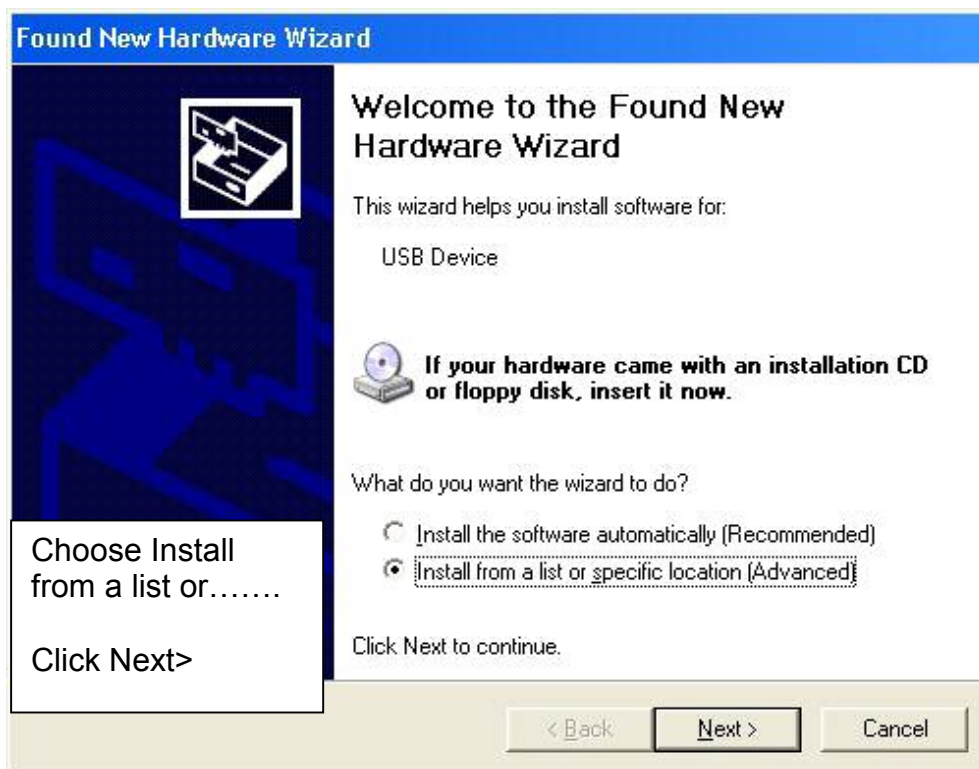 Found New Hardware Wizard
Welcome to the Found New
Hardware Wizard
This wizard helps you install software for:
USB Device
If your hardware came with an installation CD
or floppy disk, insert it now.
What do you want the wizard to do?
Install the software automatically (Recommended)
Install from a list or specific location (Advanced)
Click Next to continue.
Choose Install
from a list or…….
Click Next>
< Back
Next >
Cancel